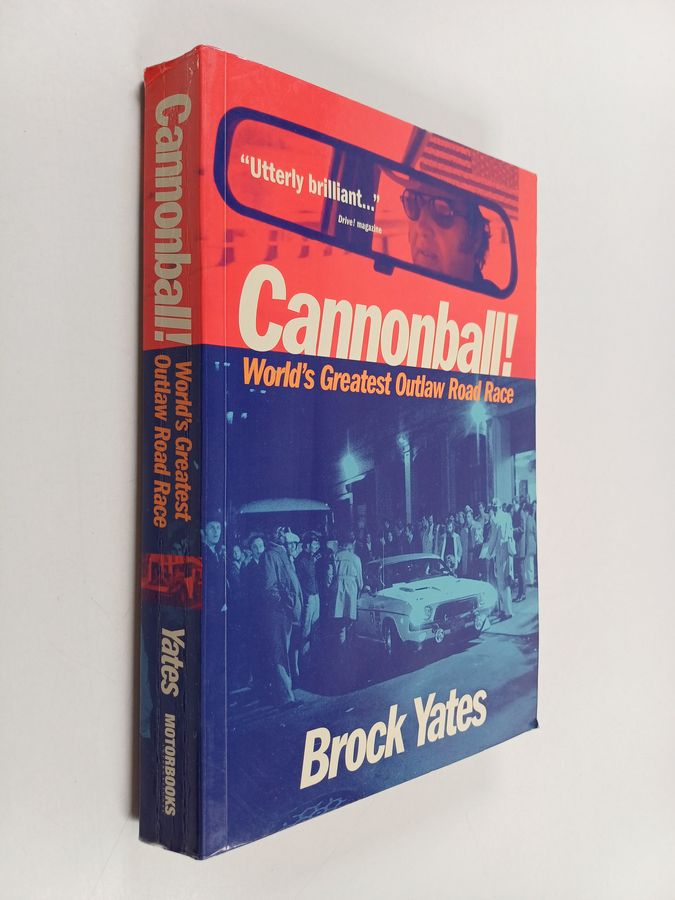 "Utterly brilliant..."
Drive! magazine
Cannonball!
World's Greatest Outlaw Road Race
Brock Yates
Cannonball!
World's Greatest
Outlaw Road Race
Yates
MOTORBOOKS